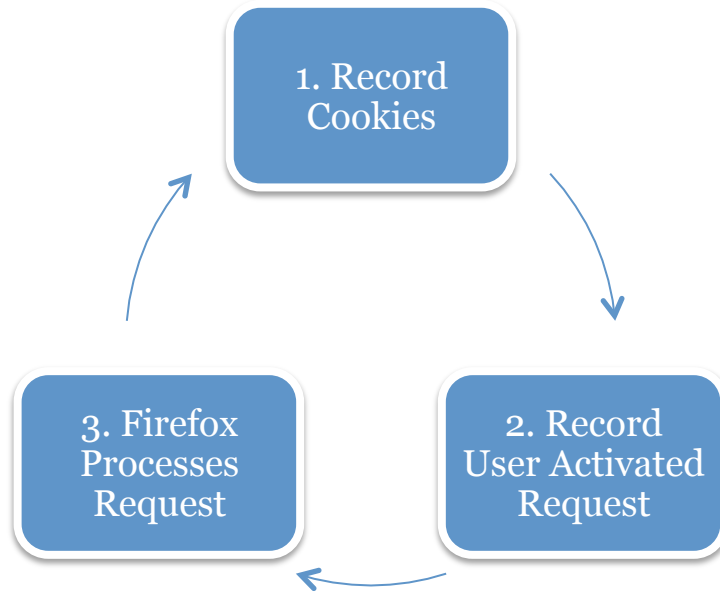 1. Record
Cookies
2. Record
User Activated
Request
3. Firefox
Processes
Request